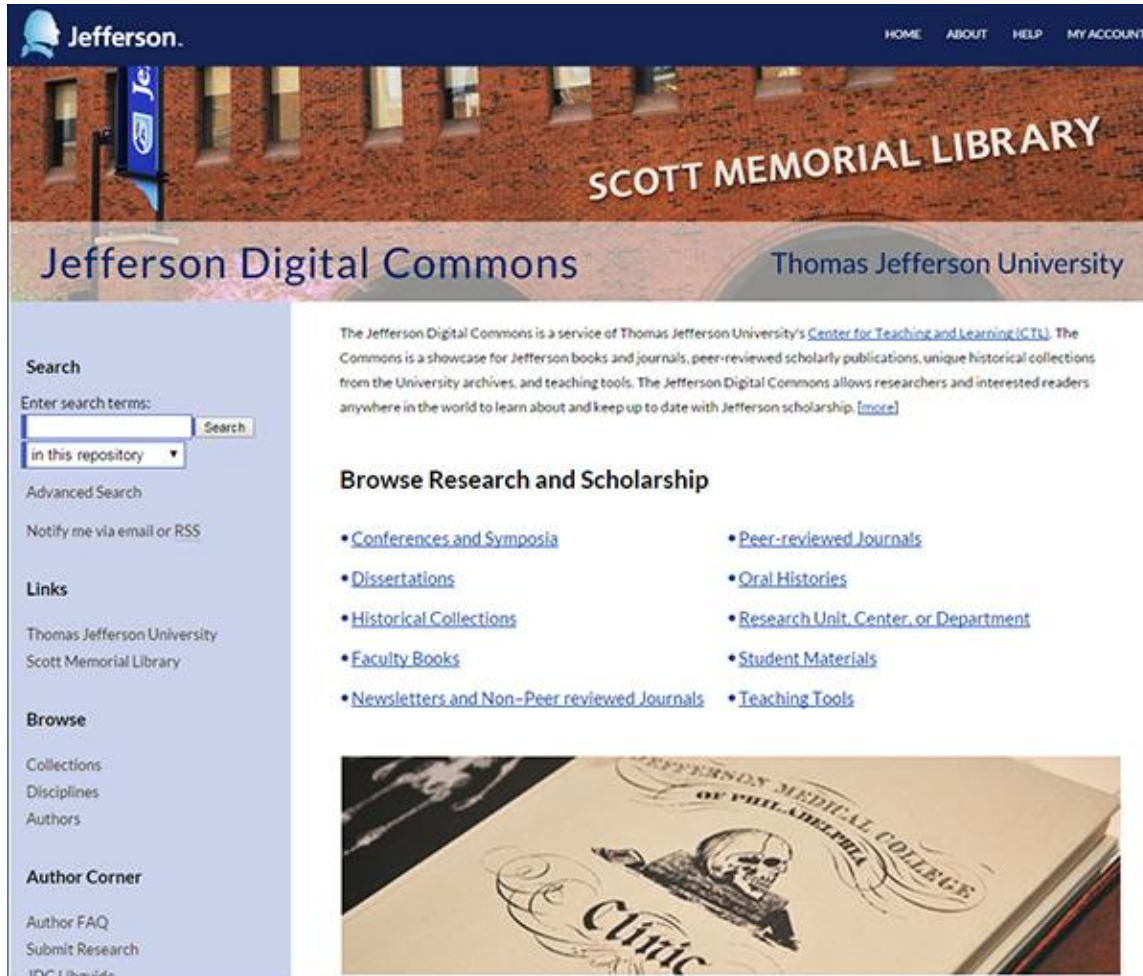 Jefferson.
HOME ABOUT HELP MY ACCOUNT
Je
SCOTT MEMORIAL LIBRARY
Jefferson Digital Commons
Thomas Jefferson University
Search
Enter search terms:
Search
in this repository
Advanced Search
Notify me via email or RSS
Links
Thomas Jefferson University
Scott Memorial Library
Browse
Collections
Disciplines
Authors
Author Corner
Author FAQ
Submit Research
JDC Libguide
The Jefferson Digital Commons is a service of Thomas Jefferson University's Center for Teaching and Learning (CTL). The
Commons is a showcase for Jefferson books and journals, peer-reviewed scholarly publications, unique historical collections
from the University archives, and teaching tools. The Jefferson Digital Commons allows researchers and interested readers
anywhere in the world to learn about and keep up to date with Jefferson scholarship. [more]
Browse Research and Scholarship
• Conferences and Symposia
• Dissertations
• Historical Collections
• Faculty Books
• Newsletters and Non–Peer reviewed Journals
• Peer-reviewed Journals
• Oral Histories
• Research Unit, Center, or Department
• Student Materials
• Teaching Tools
JEFFERSON MEDICAL COLLEGE
OF PHILADELPHIA
Clinic